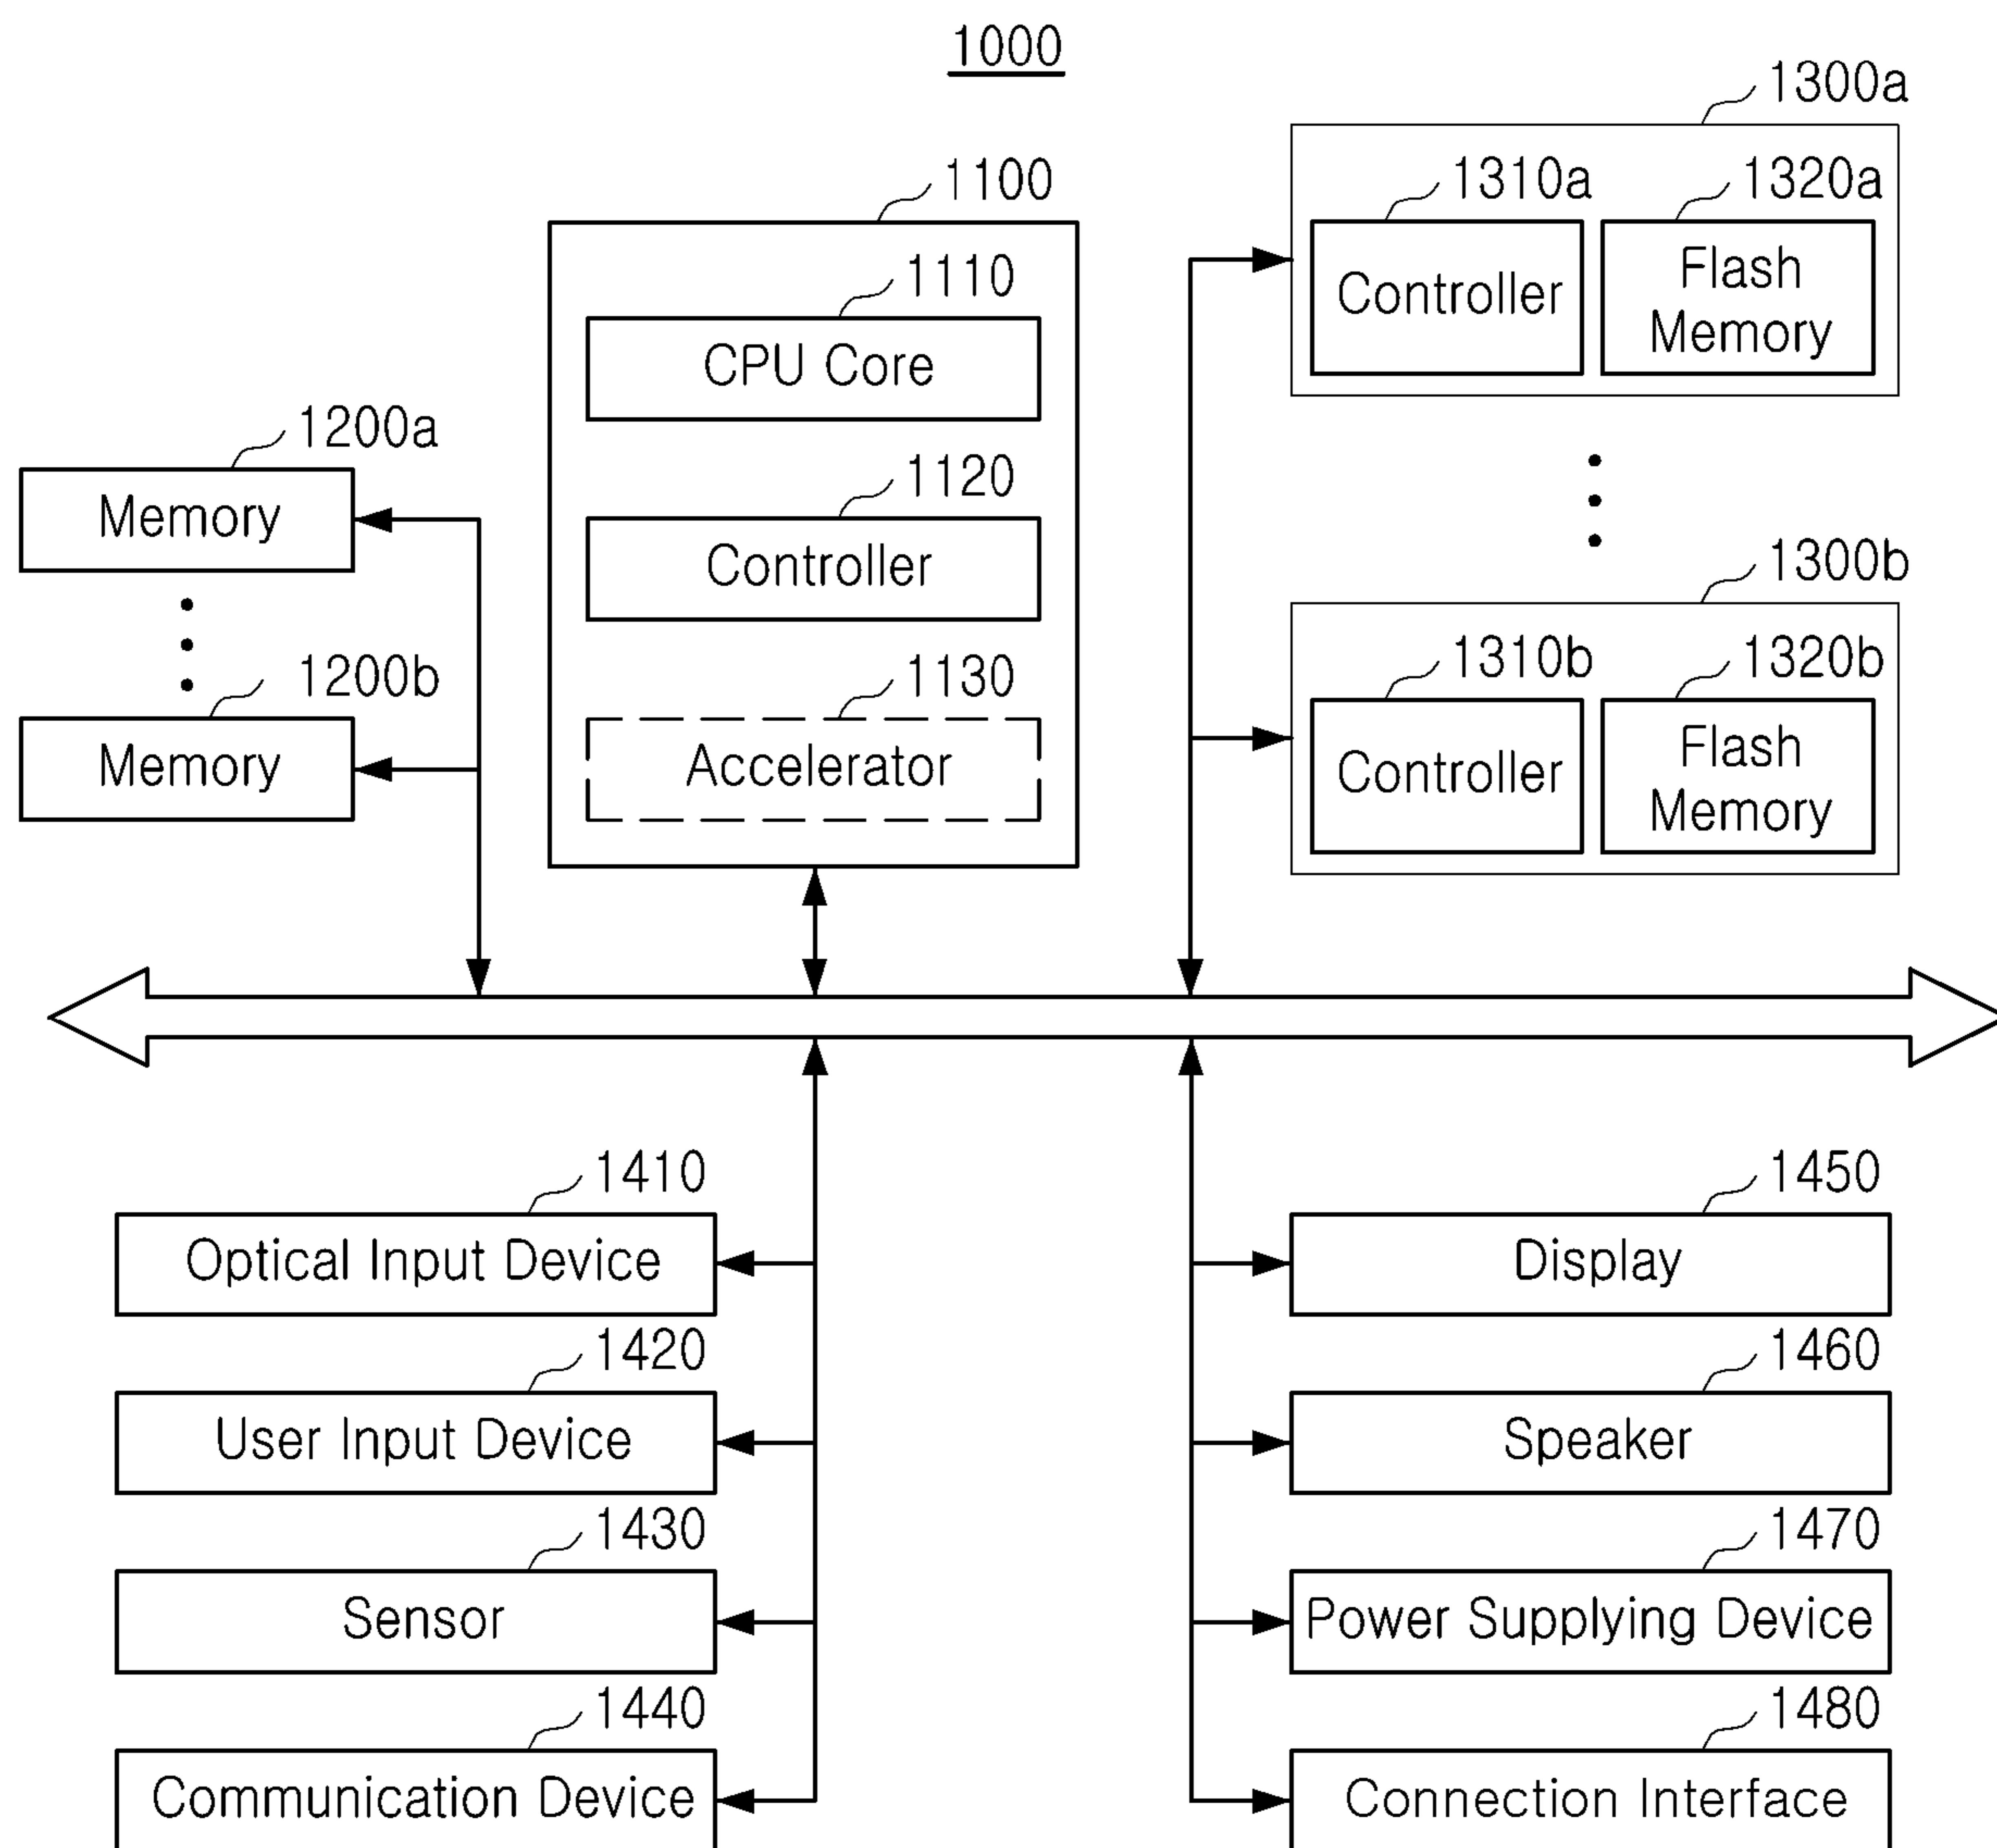 1000
1100
1110
CPU Core
1120
Controller
1130
Accelerator
1200a
Memory
1200b
Memory
1300a
1310a
Controller
1320a
Flash
Memory
1300b
1310b
Controller
1320b
Flash
Memory
1410
Optical Input Device
1420
User Input Device
1430
Sensor
1440
Communication Device
1450
Display
1460
Speaker
1470
Power Supplying Device
1480
Connection Interface